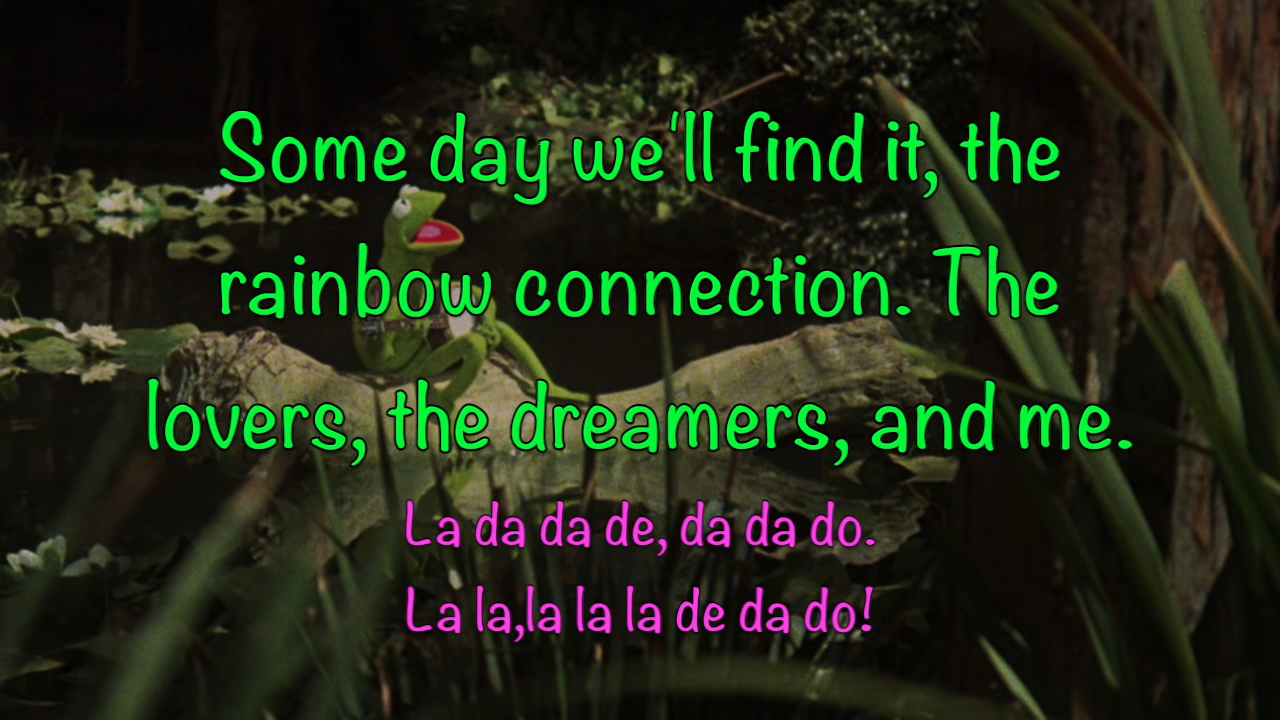 Some day we'll find it, the
rainbow connection. The
lovers, the dreamers, and me.
La da da de, da da do.
La la,la la la de da do!